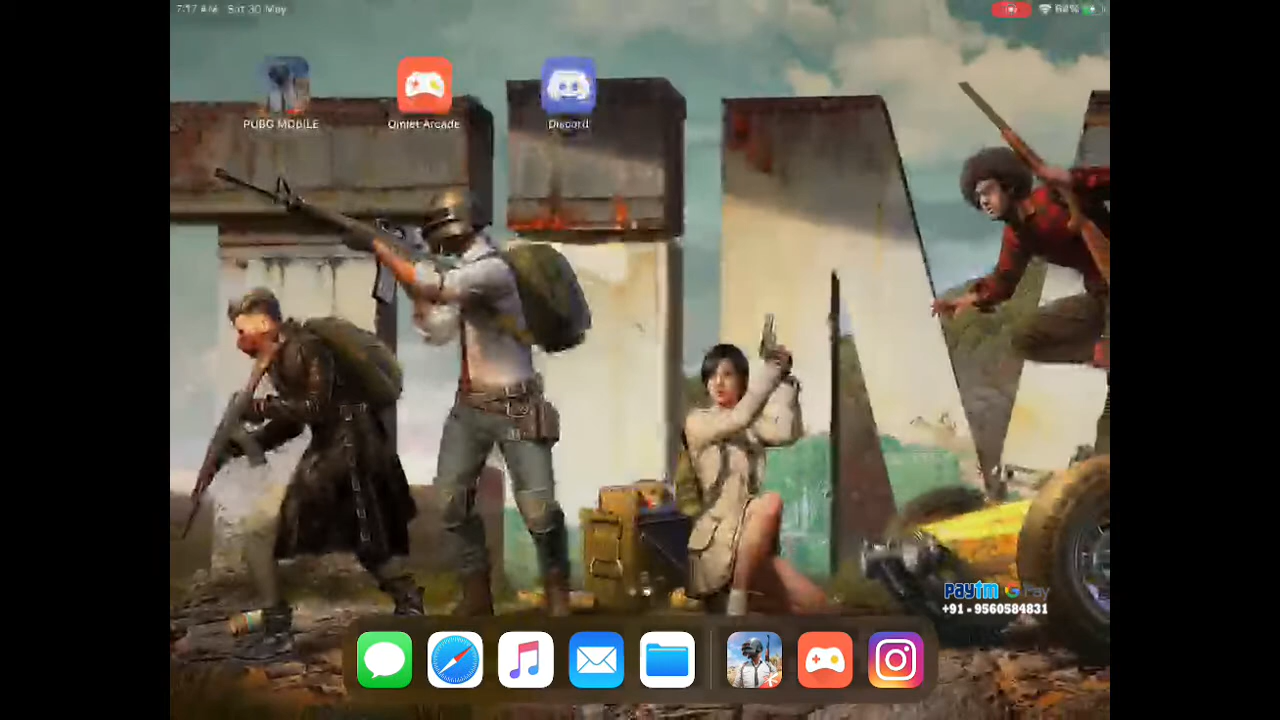 7:17 AM Sat 30 May
PUBG MOBILE
Omlet Arcade
Discord
paytm G Pay
+91 - 9560584831